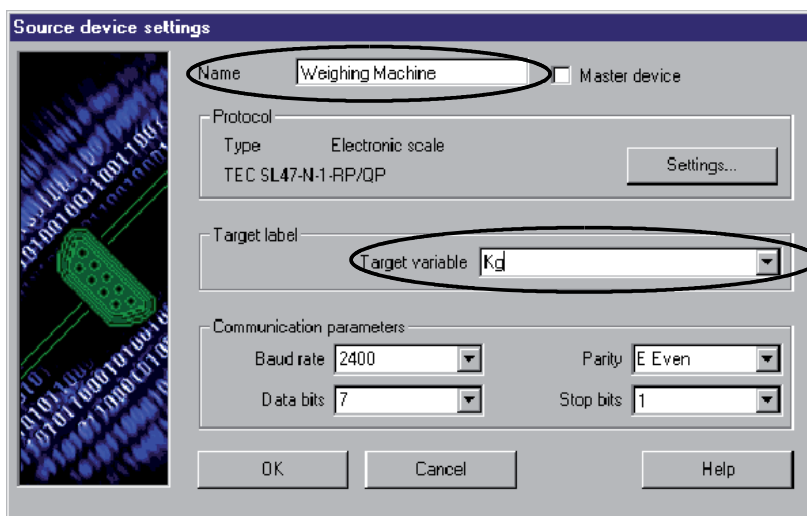 Source device settings
Name Weighing Machine Master device
Protocol
Type Electronic scale
TEC SL47-N-1-RP/QP
Settings...
Target label
Target variable Kg
Communication parameters
Baud rate 2400 Parity E Even
Data bits 7 Stop bits 1
OK Cancel Help